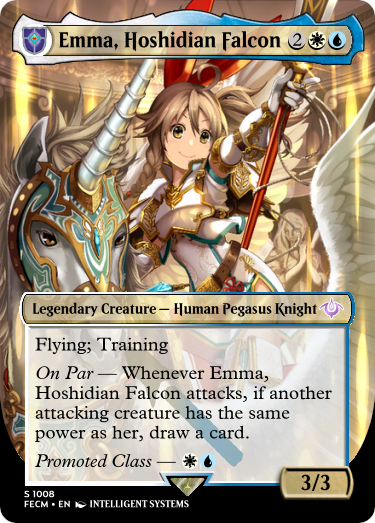 Emma, Hoshidian Falcon 2
Legendary Creature — Human Pegasus Knight
Flying; Training
On Par — Whenever Emma,
Hoshidian Falcon attacks, if another
attacking creature has the same
power as her, draw a card.
Promoted Class —
3/3
S 1008
FECM • EN INTELLIGENT SYSTEMS